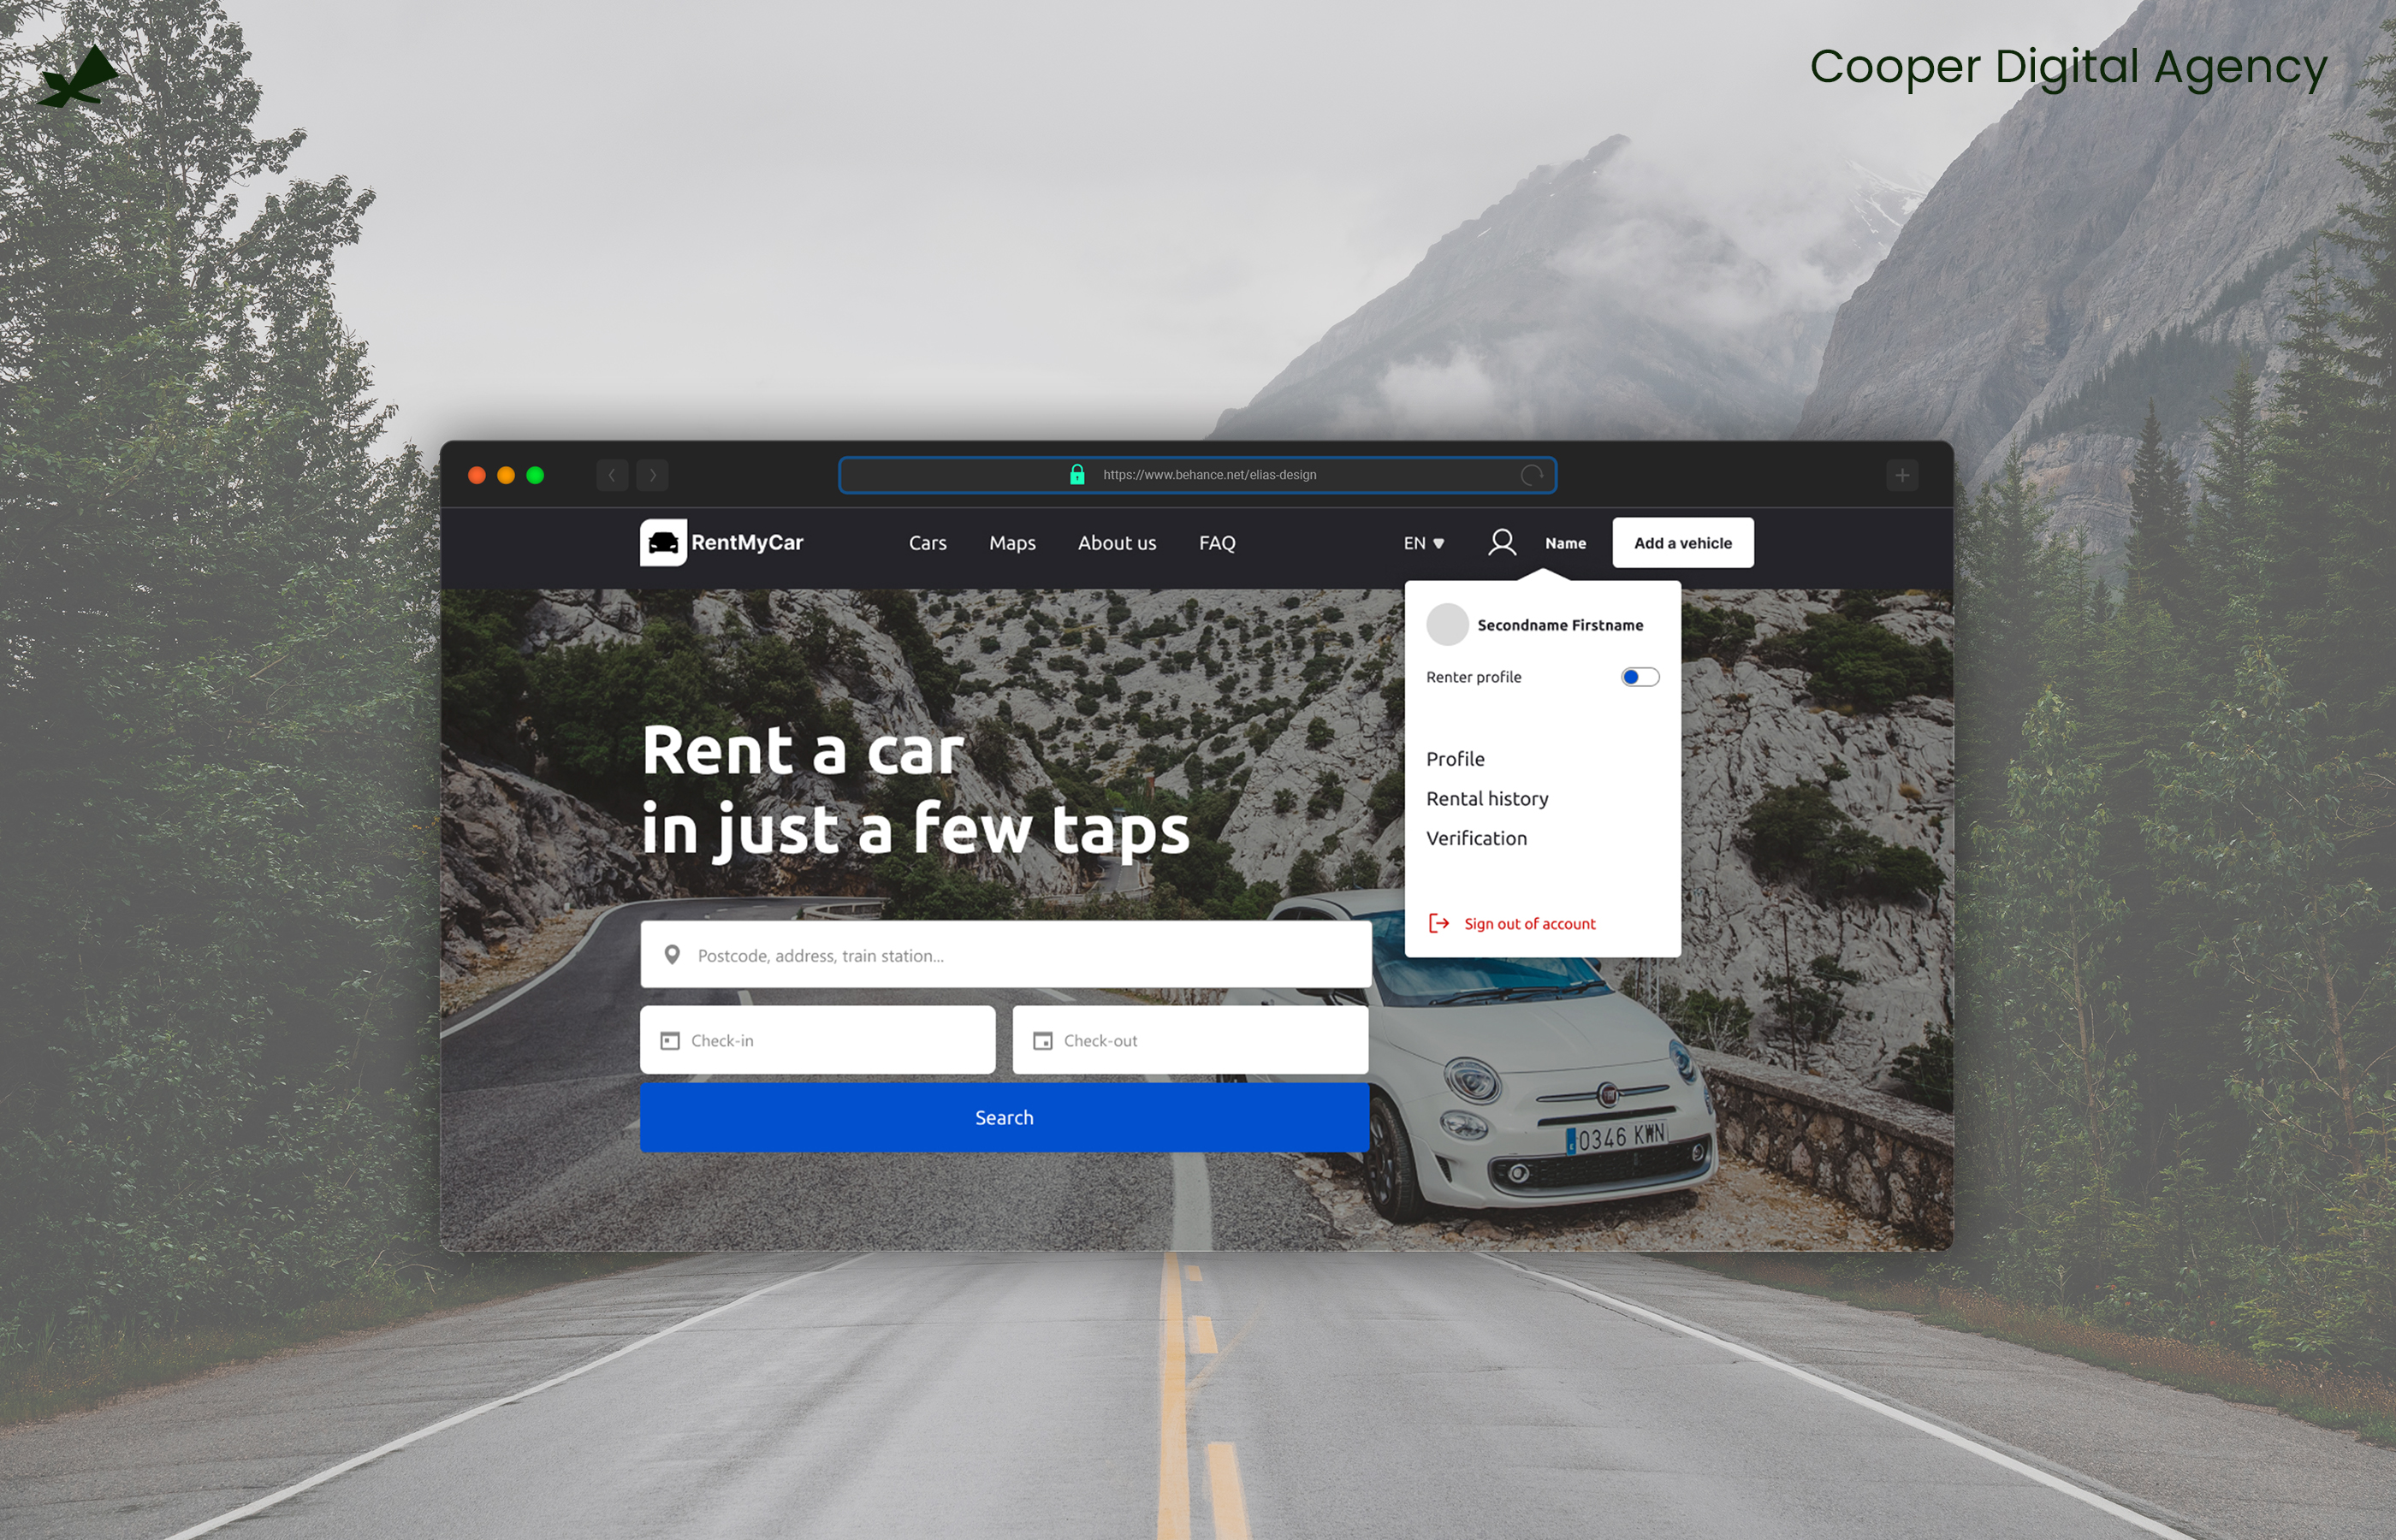 Cooper Digital Agency
https://www.behance.net/elias-design
RentMyCar
Cars
Maps
About us
FAQ
EN
Name
Add a vehicle
Secondname Firstname
Renter profile
Profile
Rental history
Verification
Sign out of account
Rent a car
in just a few taps
Postcode, address, train station...
Check-in
Check-out
Search
0346 KWN